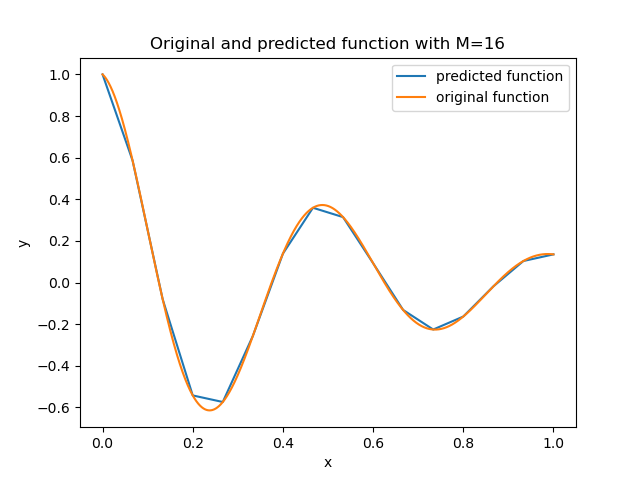 Original and predicted function with M=16
predicted function
original function
1.0
0.8
0.6
0.4
0.2
0.0
−0.2
−0.4
−0.6
y
0.0 0.2 0.4 0.6 0.8 1.0
x